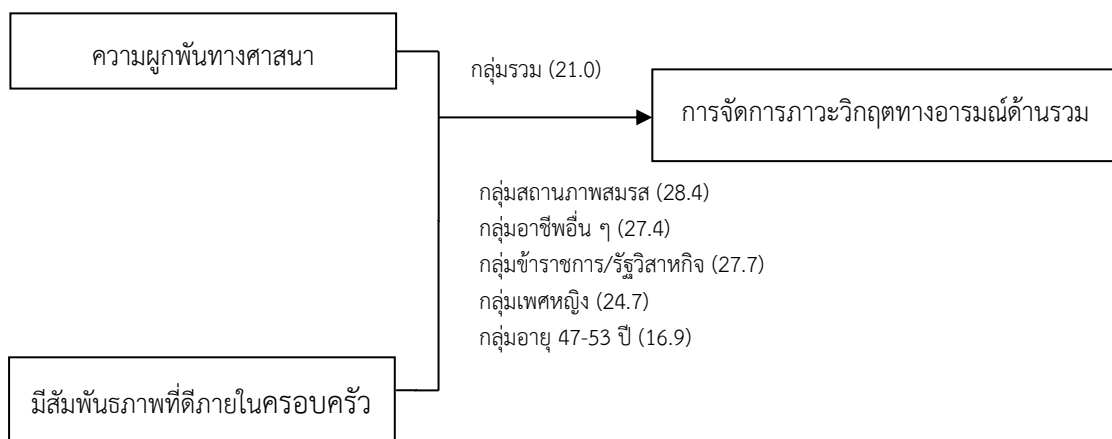 ความผูกพันทางศาสนา
กลุ่มรวม (21.0)
การจัดการภาวะวิกฤตทางอารมณ์ด้านรวม
กลุ่มสถานภาพสมรส (28.4)
กลุ่มอาชีพอื่น ๆ (27.4)
กลุ่มข้าราชการ/รัฐวิสาหกิจ (27.7)
กลุ่มเพศหญิง (24.7)
กลุ่มอายุ 47-53 ปี (16.9)
มีสัมพันธภาพที่ดีภายในครอบครัว